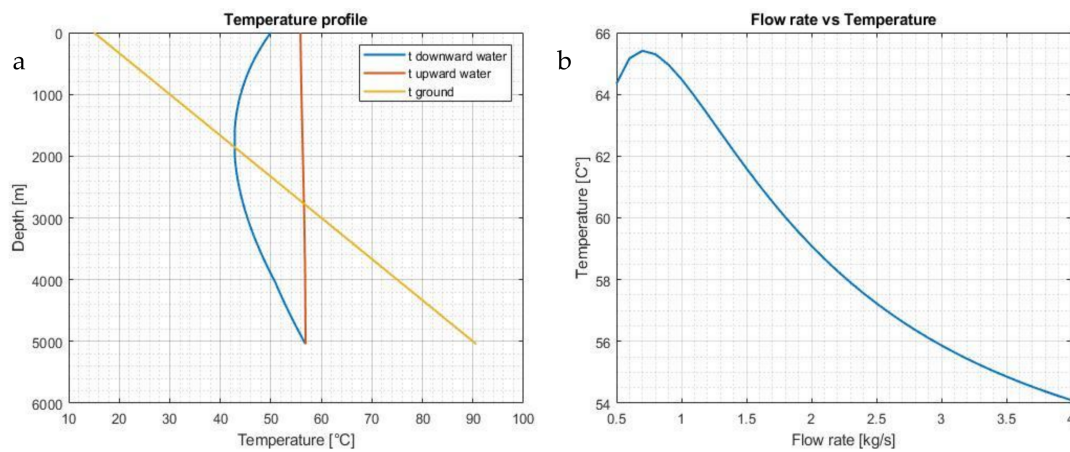 a
Temperature profile
t downward water
t upward water
t ground
0
1000
2000
3000
4000
5000
6000
Depth [m]
10 20 30 40 50 60 70 80 90 100
Temperature [°C]
b
Flow rate vs Temperature
66
64
62
60
58
56
54
Temperature [C°]
0.5 1 1.5 2 2.5 3 3.5 4
Flow rate [kg/s]